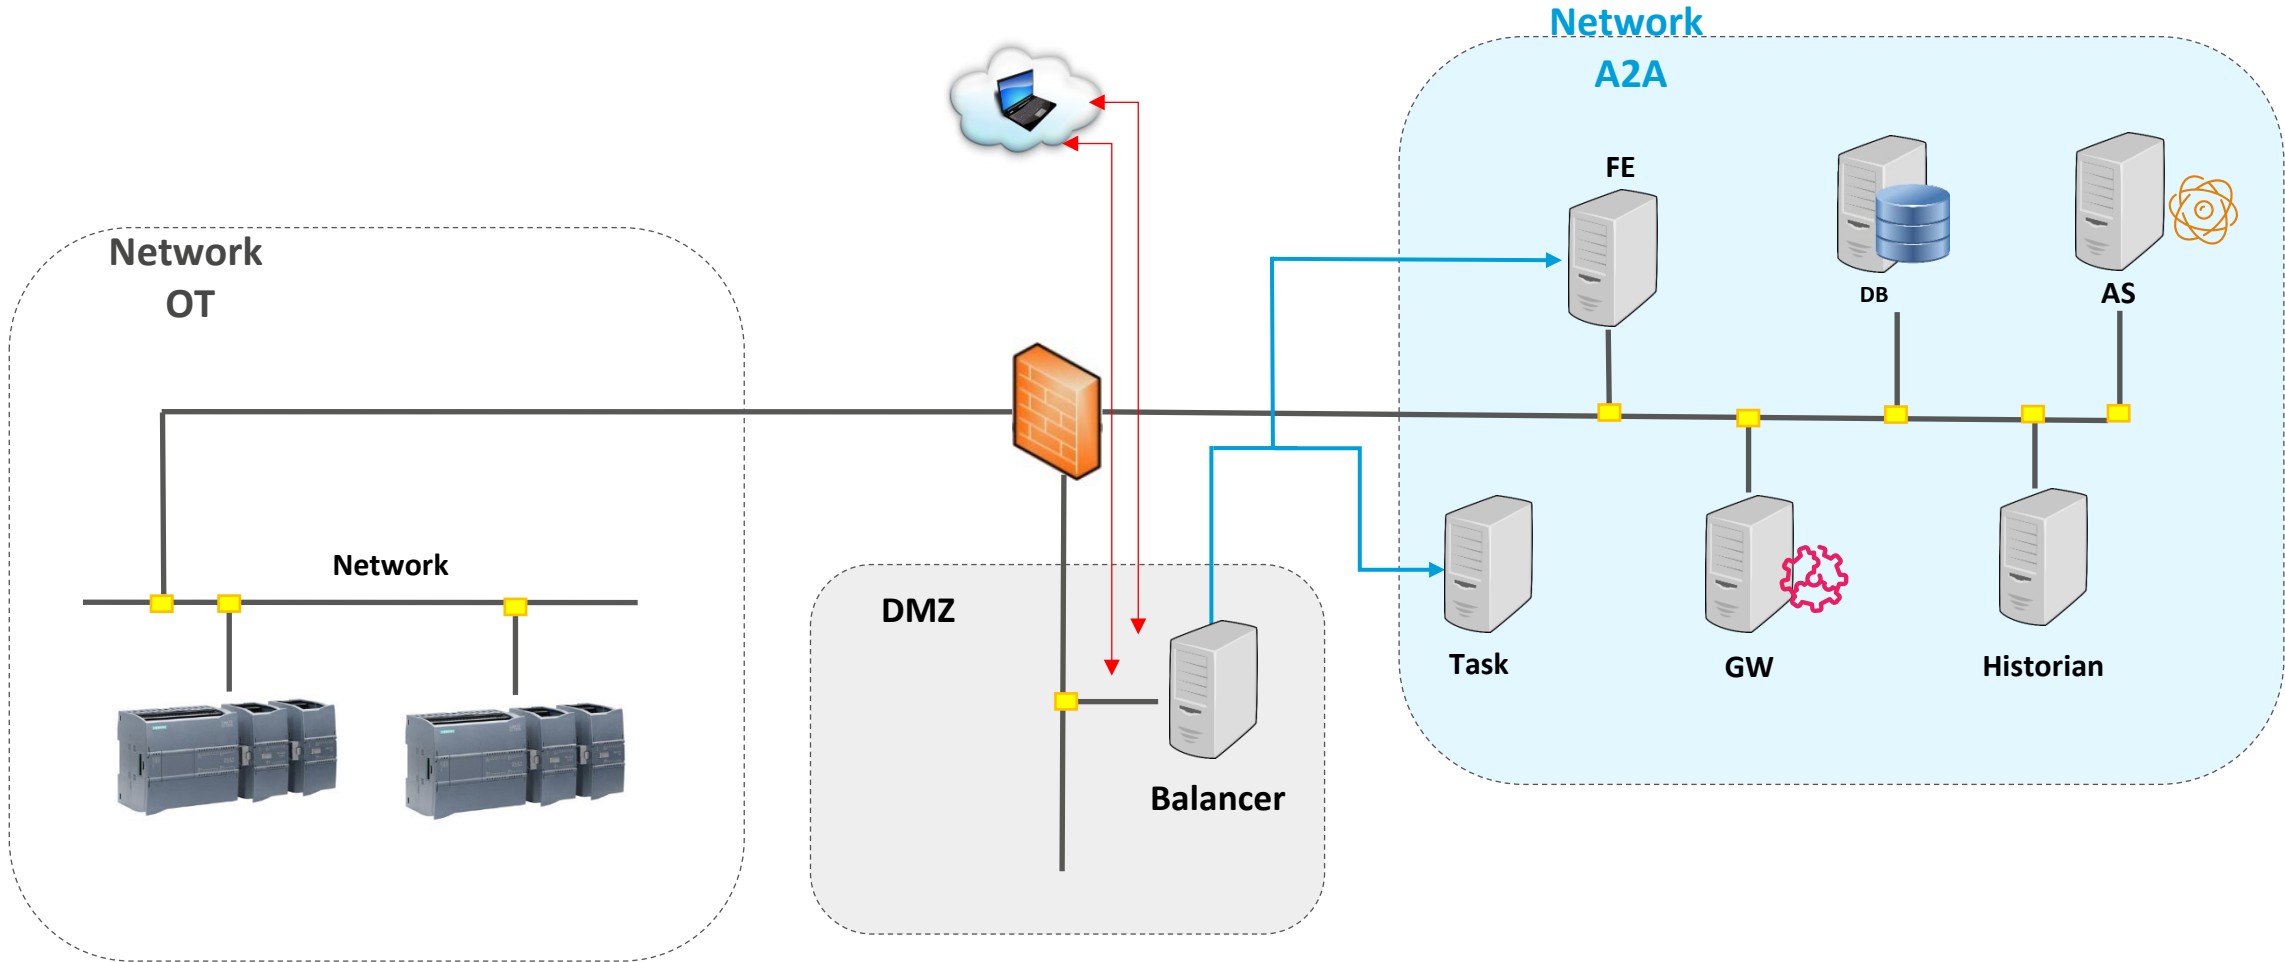 Network
A2A
FE
DB
AS
Network
OT
Network
DMZ
Task
GW
Historian
Balancer